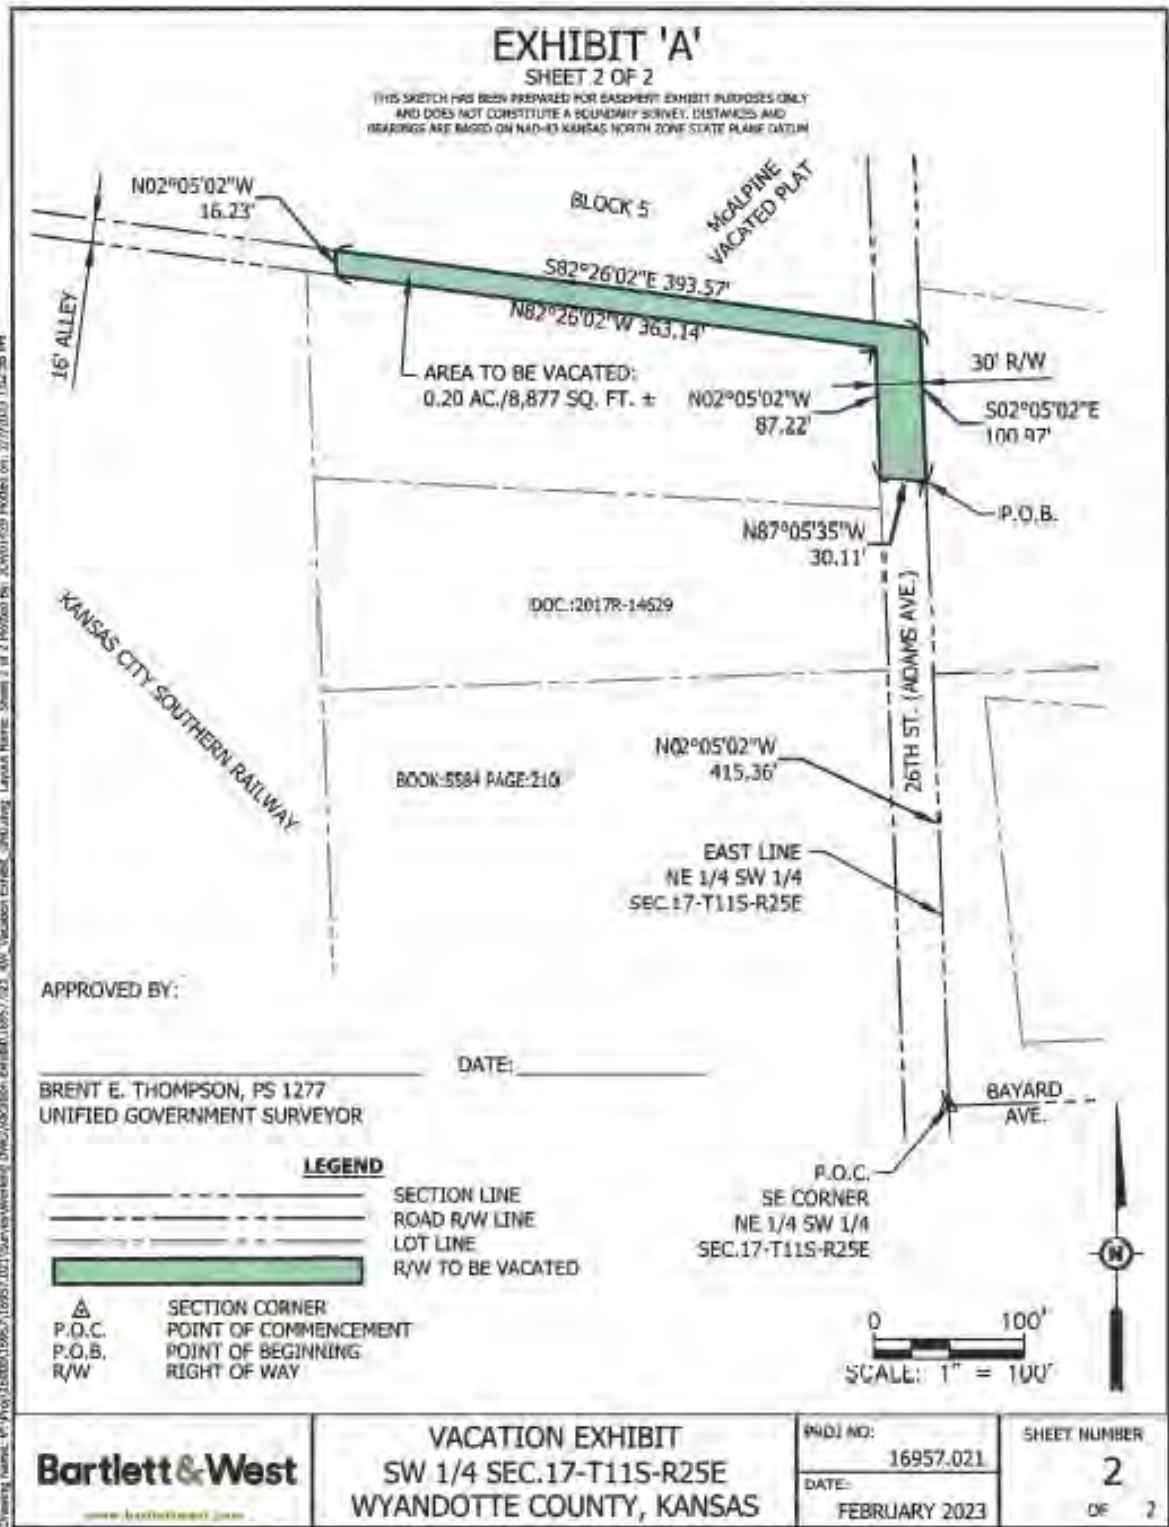 EXHIBIT 'A'
SHEET 2 OF 2
THIS SKETCH HAS BEEN PREPARED FOR EASEMENT EXHIBIT PURPOSES ONLY
AND DOES NOT CONSTITUTE A BOUNDARY SURVEY. DISTANCES AND
BEARINGS ARE BASED ON NAD-83 KANSAS NORTH ZONE STATE PLANE DATUM
N02°05'02"W
16.23'
BLOCK 5
McALPINE
VACATED PLAT
16' ALLEY
S82°26'02"E 393.57'
N82°26'02"W 363.14'
AREA TO BE VACATED:
0.20 AC./8,877 SQ. FT. ±
30' R/W
N02°05'02"W
87.22'
S02°05'02"E
100.97'
P.O.B.
N87°05'35"W
30.11'
DOC.:2017R-14629
26TH ST. (ADAMS AVE.)
KANSAS CITY SOUTHERN RAILWAY
N02°05'02"W
415.36'
BOOK:5584 PAGE:210
EAST LINE
NE 1/4 SW 1/4
SEC.17-T11S-R25E
APPROVED BY:
DATE:
BRENT E. THOMPSON, PS 1277
UNIFIED GOVERNMENT SURVEYOR
BAYARD
AVE.
P.O.C.
SE CORNER
NE 1/4 SW 1/4
SEC.17-T11S-R25E
LEGEND
SECTION LINE
ROAD R/W LINE
LOT LINE
R/W TO BE VACATED
SECTION CORNER
P.O.C. POINT OF COMMENCEMENT
P.O.B. POINT OF BEGINNING
R/W RIGHT OF WAY
N
0 100'
SCALE: 1" = 100'
Bartlett&West
www.bartlettwest.com
VACATION EXHIBIT
SW 1/4 SEC.17-T11S-R25E
WYANDOTTE COUNTY, KANSAS
PROJ NO:
16957.021
DATE:
FEBRUARY 2023
SHEET NUMBER
2
OF 2